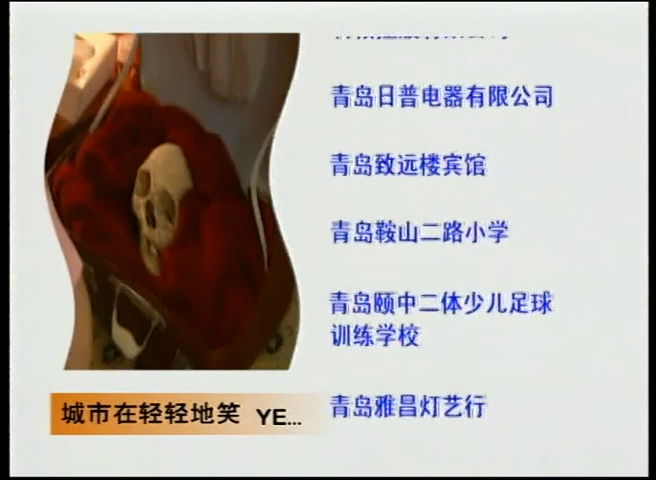 青岛日普电器有限公司
青岛致远楼宾馆
青岛鞍山二路小学
青岛颐中二体少儿足球
训练学校
青岛雅昌灯艺行
城市在轻轻地笑 YE...